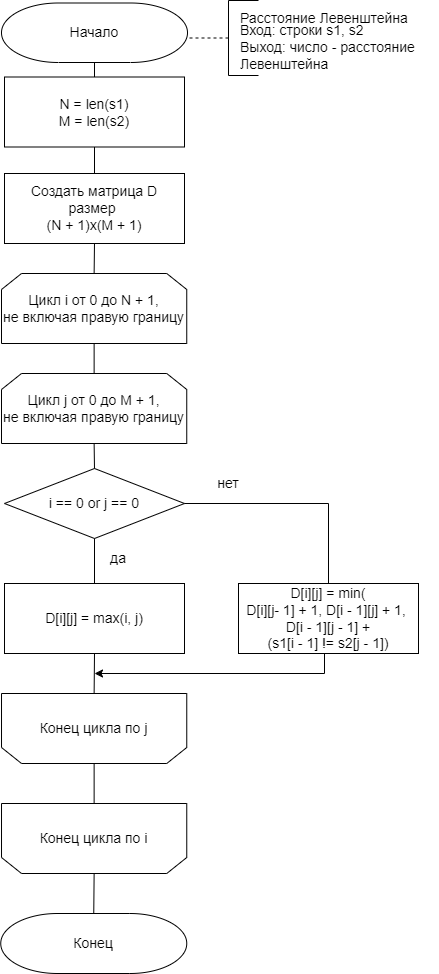 Начало
Расстояние Левенштейна
Вход: строки s1, s2
Выход: число - расстояние
Левенштейна
N = len(s1)
M = len(s2)
Создать матрица D
размер
(N + 1)x(M + 1)
Цикл i от 0 до N + 1,
не включая правую границу
Цикл j от 0 до M + 1,
не включая правую границу
i == 0 or j == 0
нет
да
D[i][j] = max(i, j)
D[i][j] = min(
D[i][j- 1] + 1, D[i - 1][j] + 1,
D[i - 1][j - 1] +
(s1[i - 1] != s2[j - 1])
Конец цикла по j
Конец цикла по i
Конец